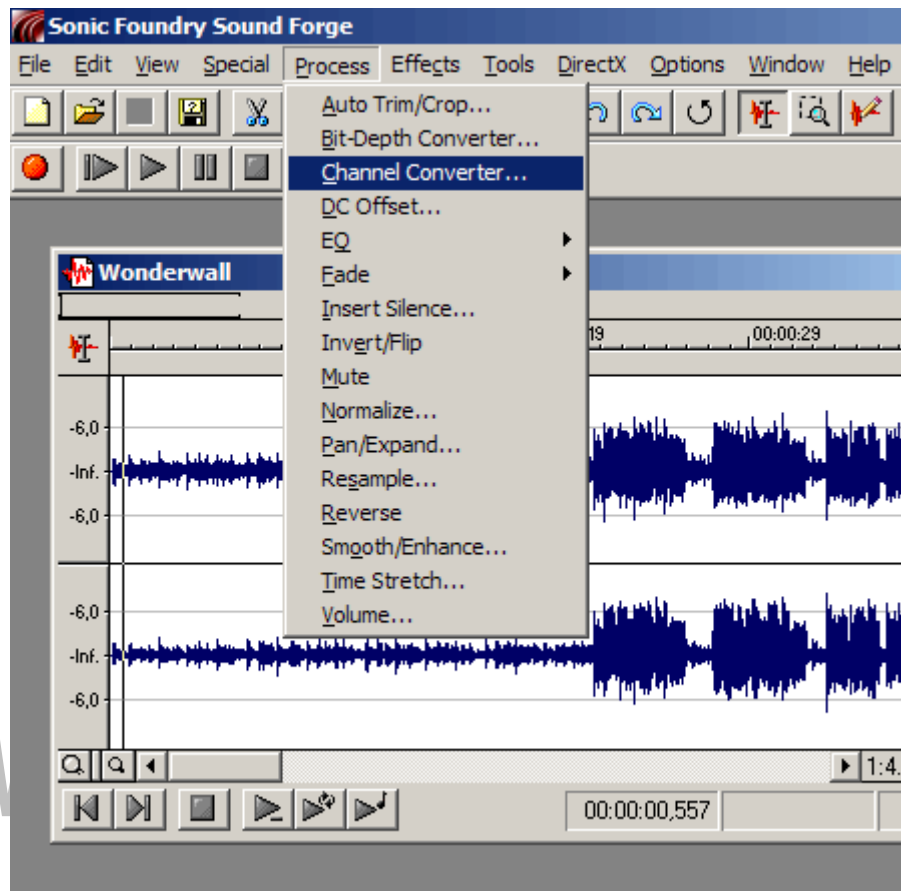 Sonic Foundry Sound Forge
File Edit View Special Process Effects Tools DirectX Options Window Help
Auto Trim/Crop...
Bit-Depth Converter...
Channel Converter...
DC Offset...
EQ
Fade
Insert Silence...
Invert/Flip
Mute
Normalize...
Pan/Expand...
Resample...
Reverse
Smooth/Enhance...
Time Stretch...
Volume...
Wonderwall
00:00:29
-6,0
-Inf.
-6,0
-6,0
-Inf.
-6,0
1:4.
00:00:00,557